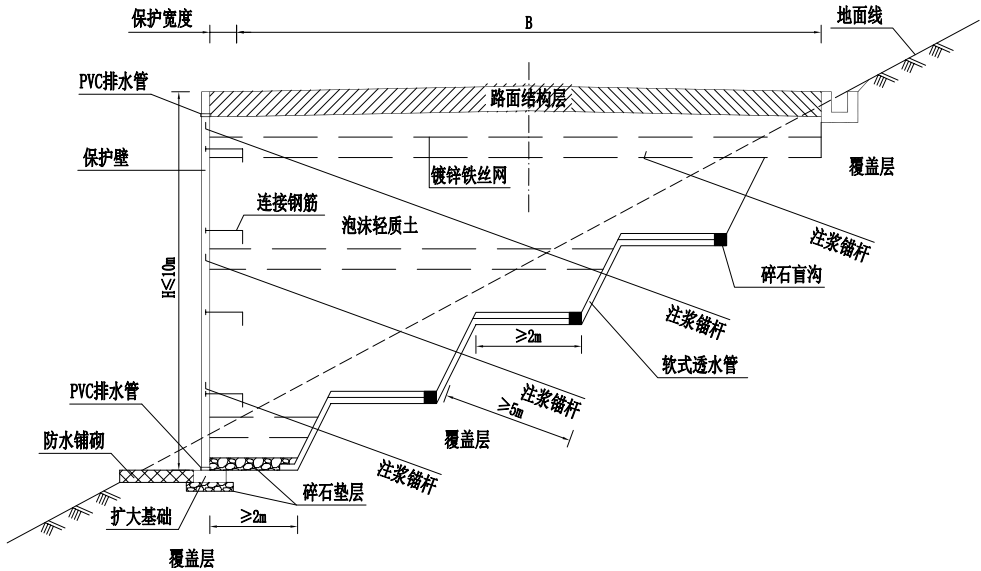 保护宽度
B
地面线
PVC排水管
路面结构层
保护壁
镀锌铁丝网
覆盖层
连接钢筋
泡沫轻质土
注浆锚杆
碎石盲沟
H≤10m
注浆锚杆
≥2m
软式透水管
PVC排水管
注浆锚杆
≥5m
防水铺砌
覆盖层
注浆锚杆
碎石垫层
扩大基础
≥2m
覆盖层